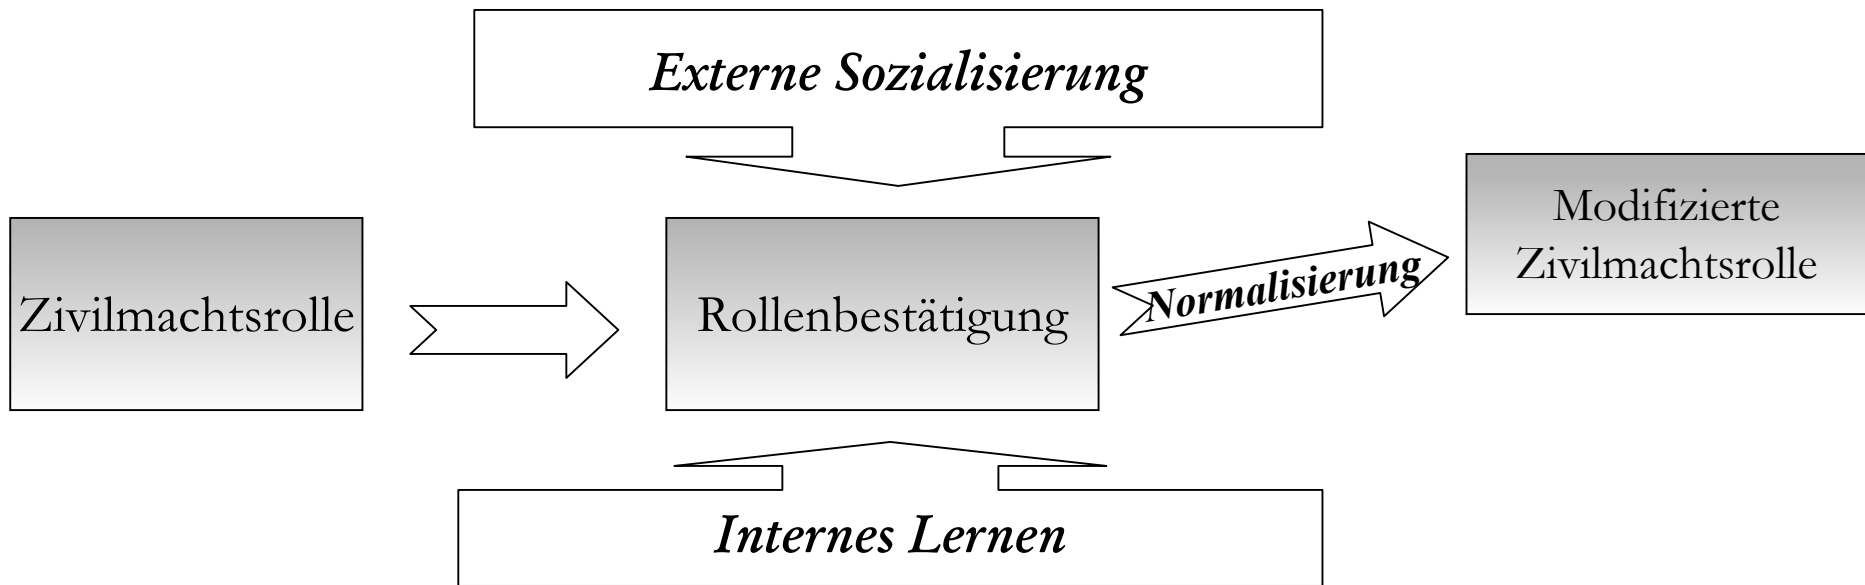 Externe Sozialisierung
Zivilmachtsrolle
Rollenbestätigung
Normalisierung
Modifizierte
Zivilmachtsrolle
Internes Lernen